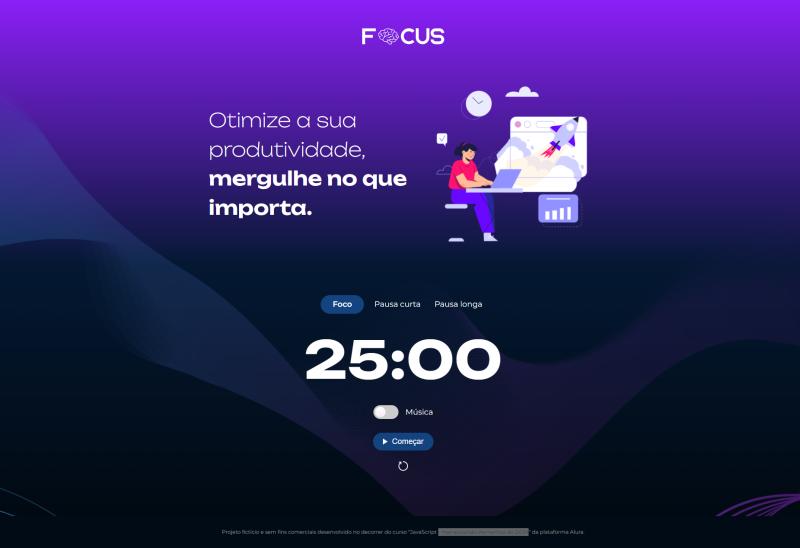 FOCUS
Otimize a sua
produtividade,
mergulhe no que
importa.
Foco Pausa curta Pausa longa
25:00
Música
Começar
Projeto fictício e sem fins comerciais desenvolvido no decorrer do curso "JavaScript da plataforma Alura